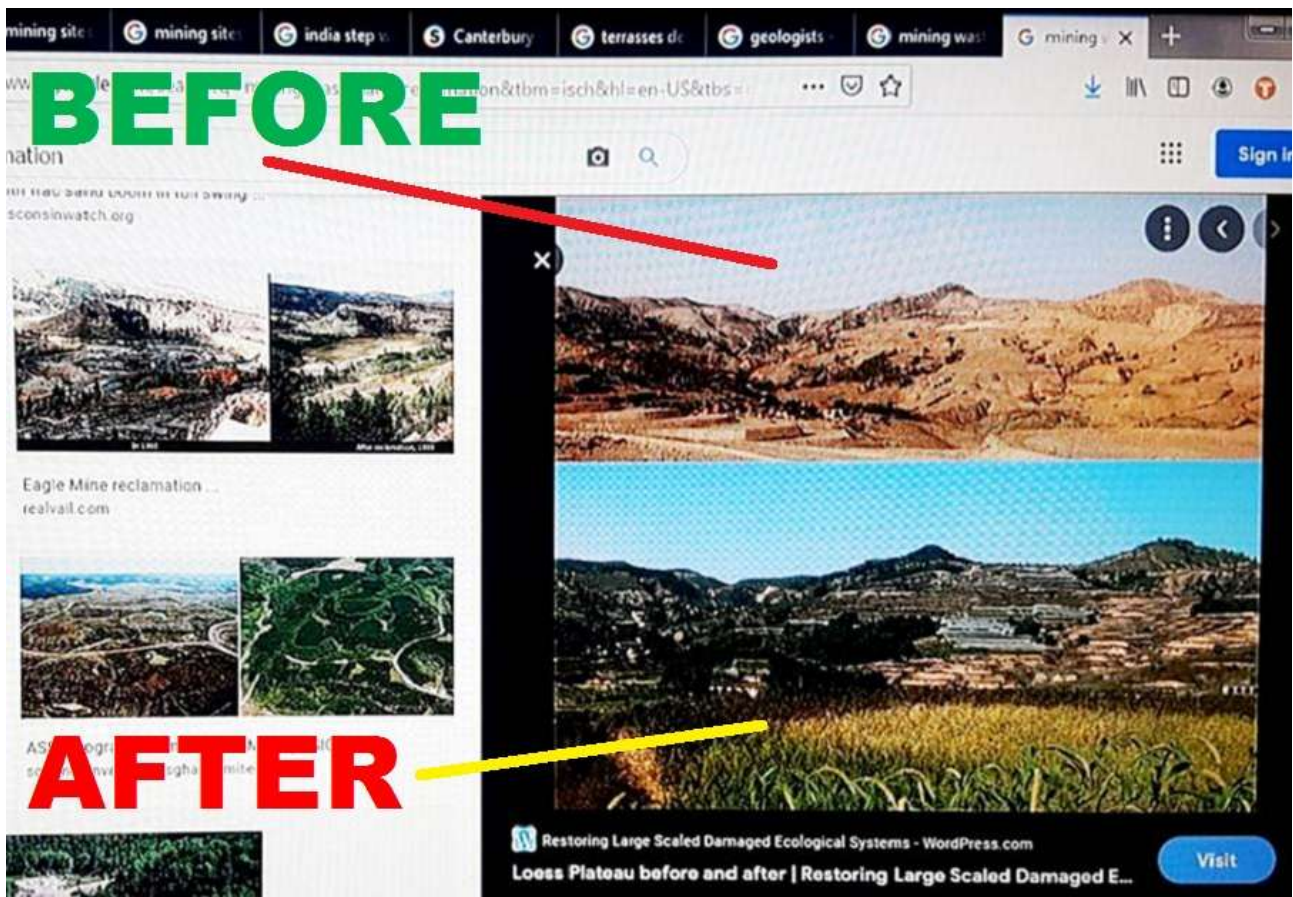 mining site
mining site
india step
Canterbury
terrasses de
geologists -
mining was
mining
BEFORE
tion&tbm=isch&hl=en-US&tbs=
nation
Sign in
sconsinwatch.org
Eagle Mine reclamation ...
realvail.com
AFTER
Restoring Large Scaled Damaged Ecological Systems - WordPress.com
Loess Plateau before and after | Restoring Large Scaled Damaged E...
Visit